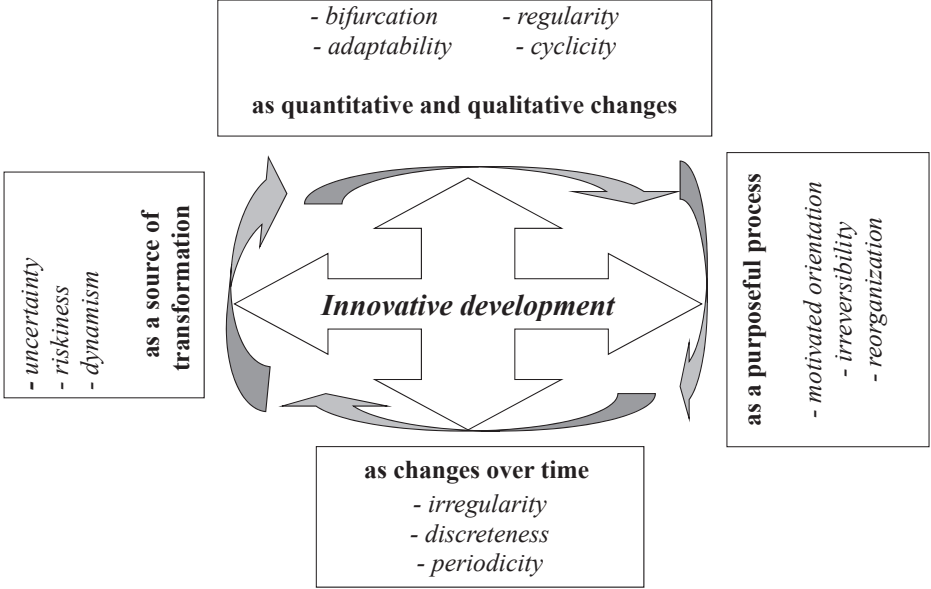 - bifurcation - regularity
- adaptability - cyclicity
as quantitative and qualitative changes
as a source of
transformation
- uncertainty
- riskiness
- dynamism
Innovative development
as a purposeful process
- motivated orientation
- irreversibility
- reorganization
as changes over time
- irregularity
- discreteness
- periodicity